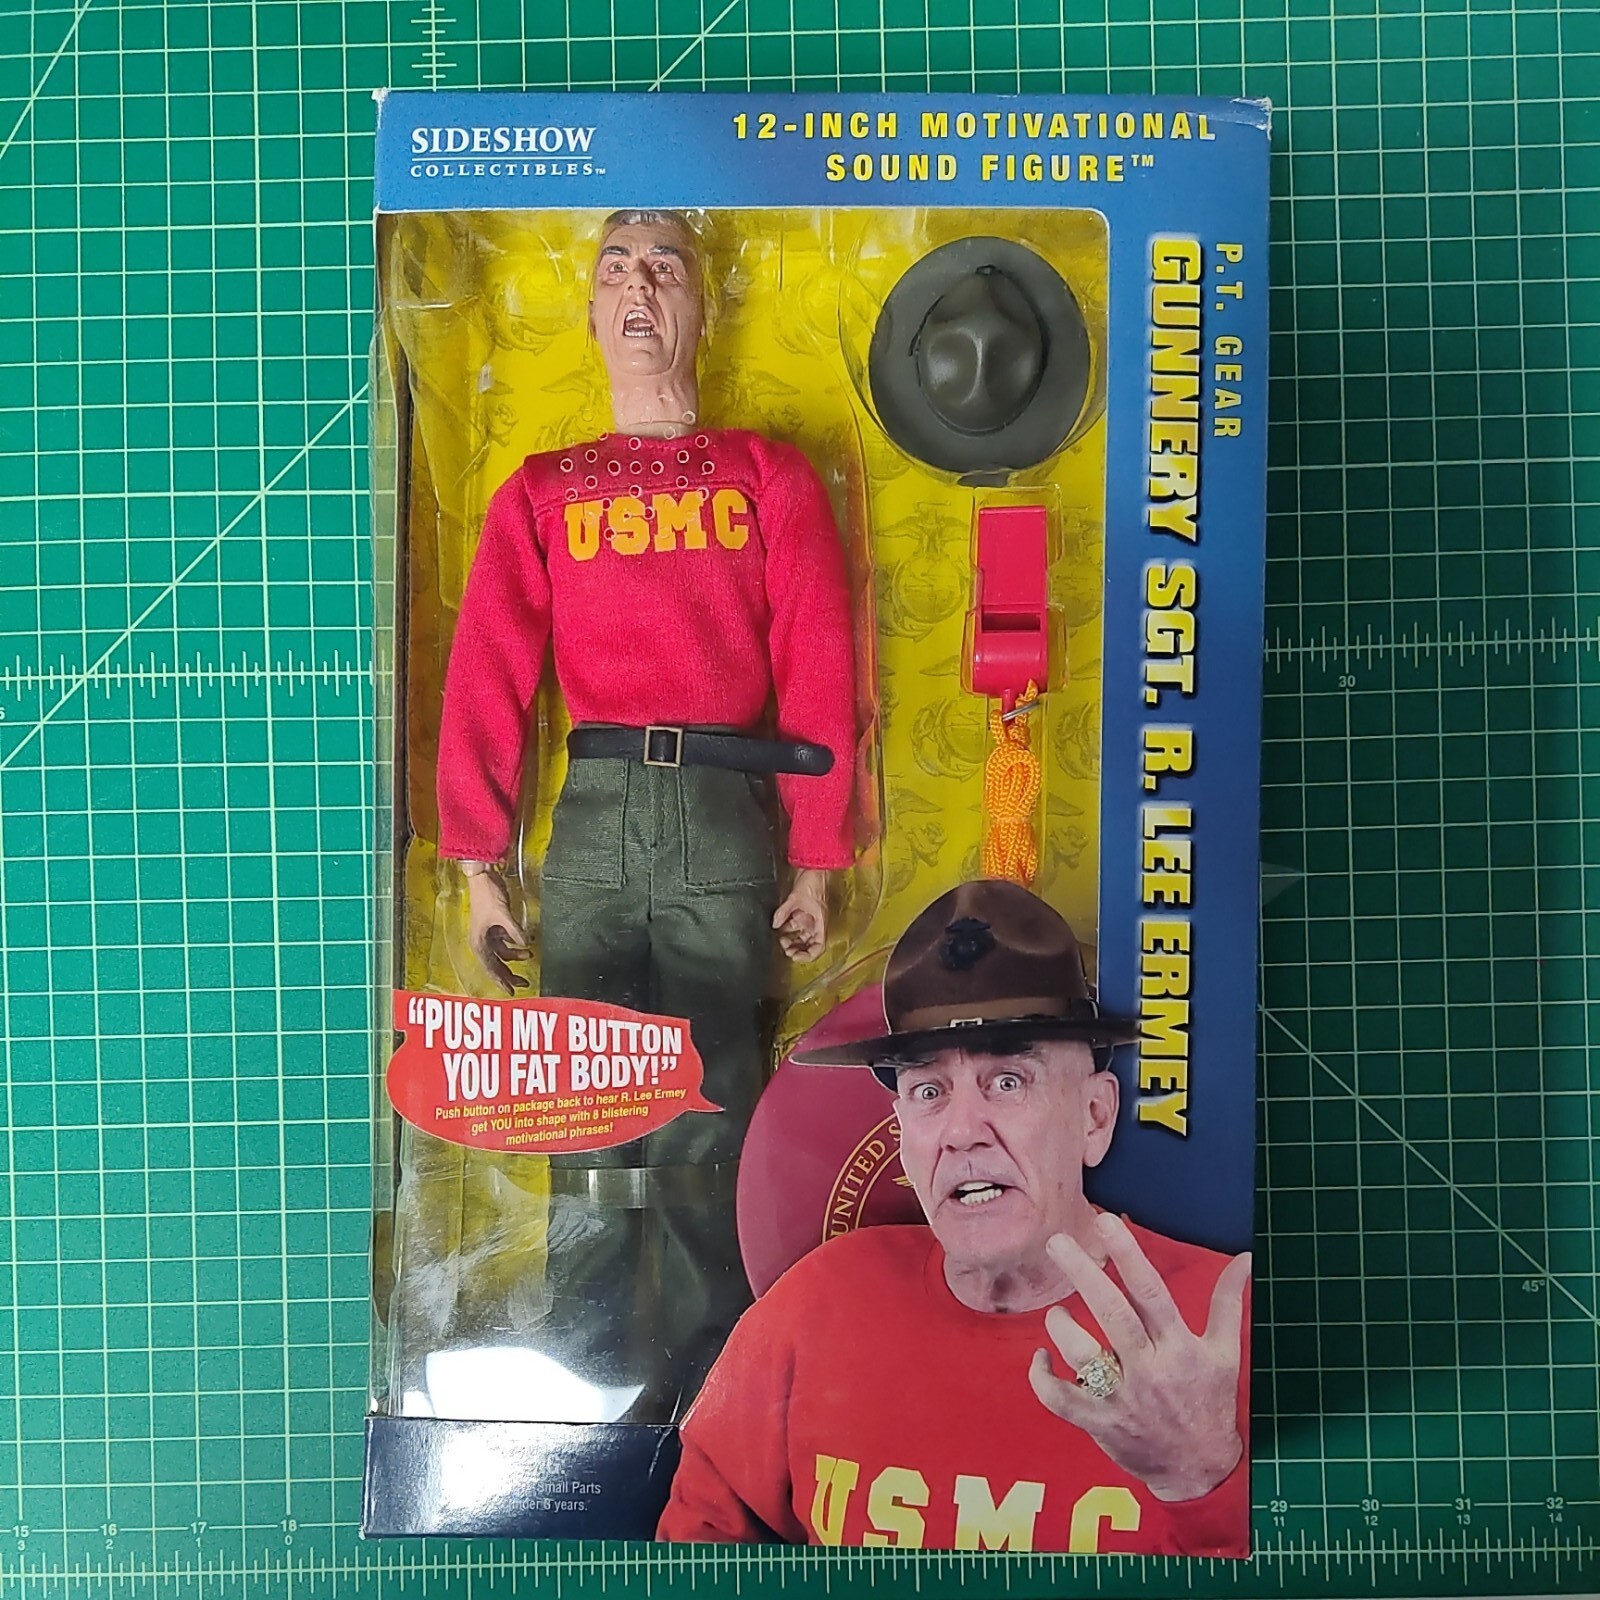 SIDESHOW
COLLECTIBLES™
12-INCH MOTIVATIONAL
SOUND FIGURE™
P.T. GEAR
GUNNERY SGT. R. LEE ERMEY
USMC
"PUSH MY BUTTON
YOU FAT BODY!"
Push button on package back to hear R. Lee Ermey
get YOU into shape with 8 blistering
motivational phrases!
UNITED
USMC
Small Parts
under 3 years.
30
45°
15 16 17 18
3 2 1 0
29 30 31 32
11 12 13 14